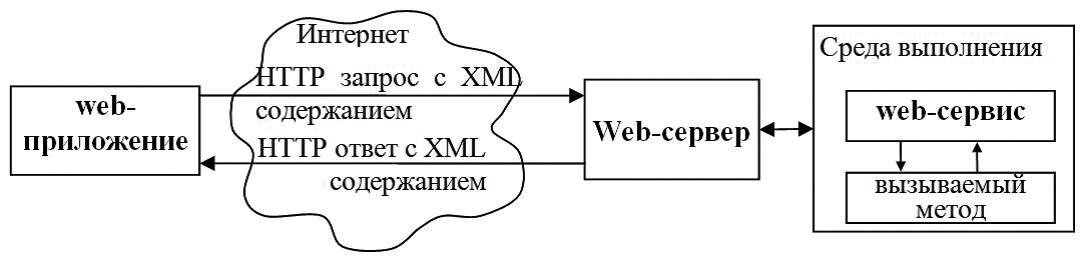 Интернет
Среда выполнения
HTTP запрос с XML
содержанием
web-
приложение
Web-сервер
web-сервис
HTTP ответ с XML
содержанием
вызываемый
метод